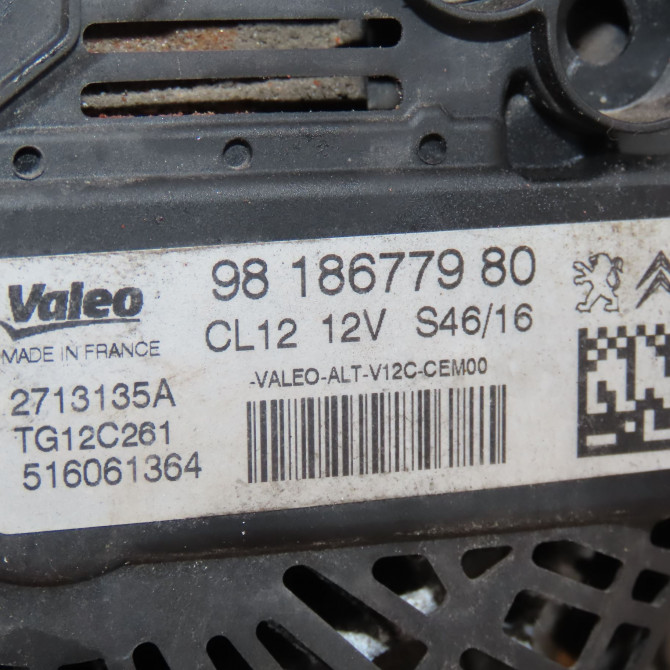 Valeo
MADE IN FRANCE
2713135A
TG12C261
516061364
98 186779 80
CL12 12V S46/16
-VALEO-ALT-V12C-CEM00